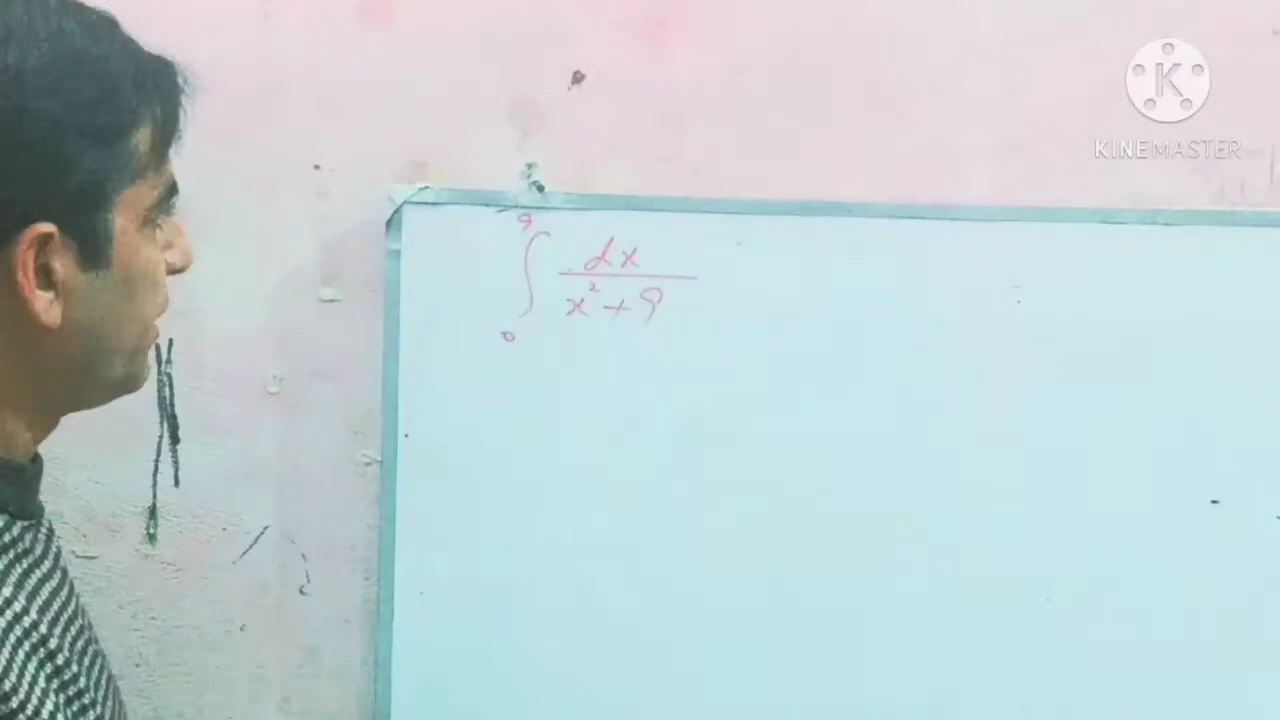 K
KINEMASTER
9
∫ dx
x² + 9
0